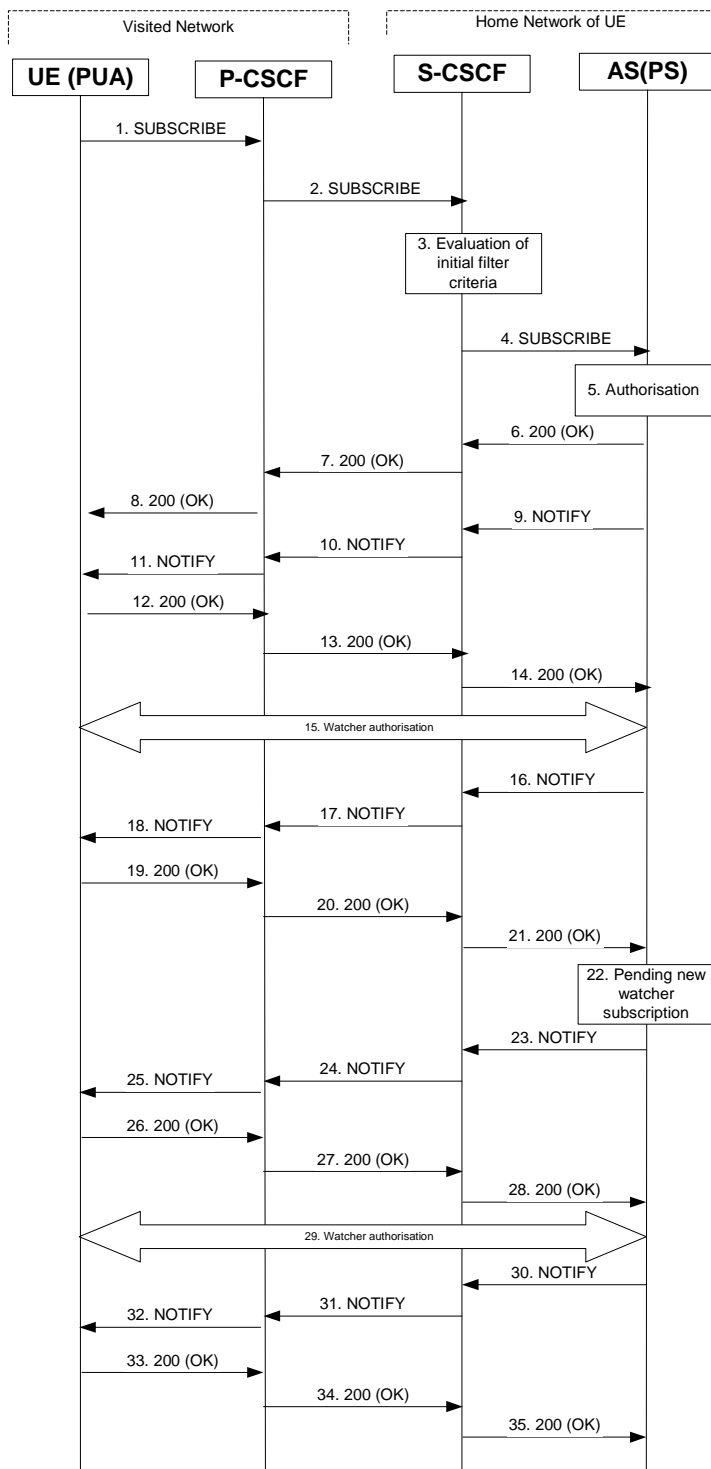 Visited Network
Home Network of UE
UE (PUA)
P-CSCF
S-CSCF
AS(PS)
1. SUBSCRIBE
2. SUBSCRIBE
3. Evaluation of
initial filter
criteria
4. SUBSCRIBE
5. Authorisation
6. 200 (OK)
7. 200 (OK)
8. 200 (OK)
9. NOTIFY
10. NOTIFY
11. NOTIFY
12. 200 (OK)
13. 200 (OK)
14. 200 (OK)
15. Watcher authorisation
16. NOTIFY
17. NOTIFY
18. NOTIFY
19. 200 (OK)
20. 200 (OK)
21. 200 (OK)
22. Pending new
watcher
subscription
23. NOTIFY
24. NOTIFY
25. NOTIFY
26. 200 (OK)
27. 200 (OK)
28. 200 (OK)
29. Watcher authorisation
30. NOTIFY
31. NOTIFY
32. NOTIFY
33. 200 (OK)
34. 200 (OK)
35. 200 (OK)